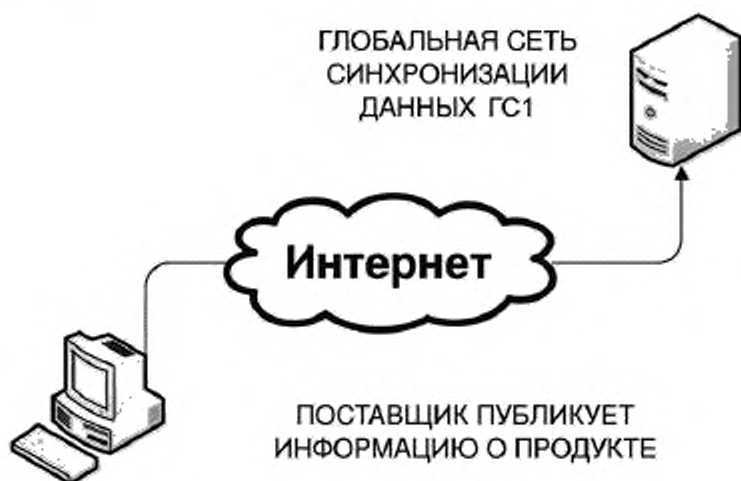 ГЛОБАЛЬНАЯ СЕТЬ
СИНХРОНИЗАЦИИ
ДАННЫХ ГС1
Интернет
ПОСТАВЩИК ПУБЛИКУЕТ
ИНФОРМАЦИЮ О ПРОДУКТЕ